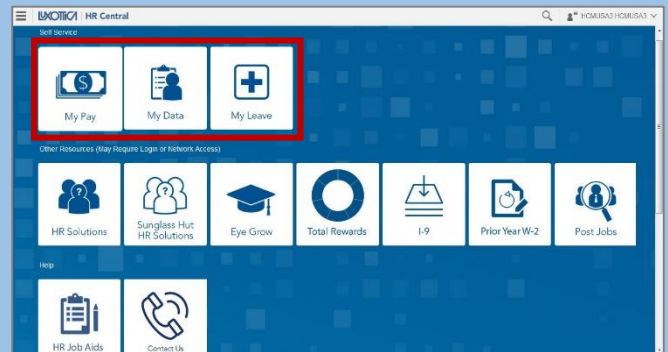 LUXOTTICA | HR Central
HCMUSA3 HCMUSA3
Self Service
$
My Pay
My Data
My Leave
Other Resources (May Require Login or Network Access)
? ?
HR Solutions
Sunglass Hut
HR Solutions
Eye Grow
Total Rewards
I-9
Prior Year W-2
Post Jobs
Help
HR Job Aids
Contact Us